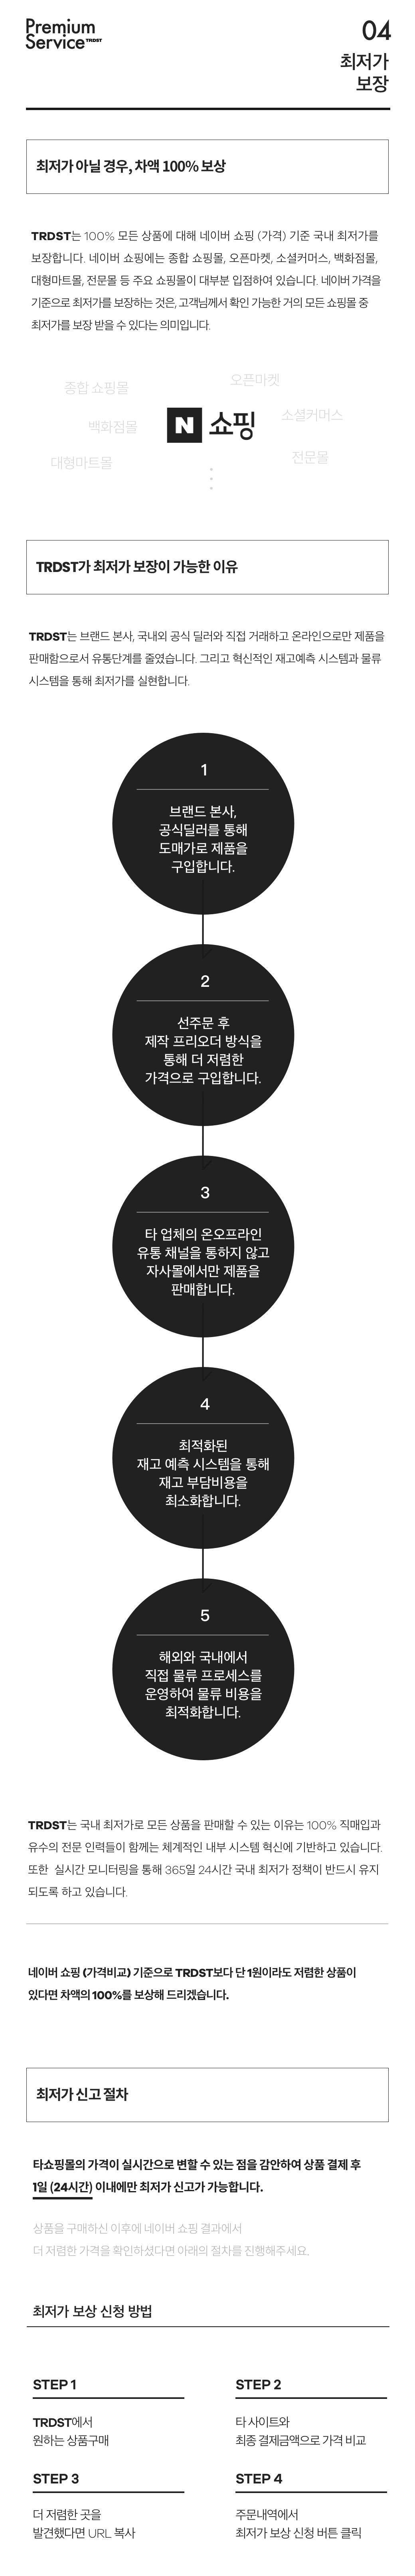 Premium
Service TRDST
04
최저가
보장
최저가 아닐 경우, 차액 100% 보상
TRDST는 100% 모든 상품에 대해 네이버 쇼핑 (가격) 기준 국내 최저가를
보장합니다. 네이버 쇼핑에는 종합 쇼핑몰, 오픈마켓, 소셜커머스, 백화점몰,
대형마트몰, 전문몰 등 주요 쇼핑몰이 대부분 입점하여 있습니다. 네이버 가격을
기준으로 최저가를 보장하는 것은, 고객님께서 확인 가능한 거의 모든 쇼핑몰 중
최저가를 보장 받을 수 있다는 의미입니다.
오픈마켓
종합 쇼핑몰
소셜커머스
N 쇼핑
백화점몰
전문몰
대형마트몰
TRDST가 최저가 보장이 가능한 이유
TRDST는 브랜드 본사, 국내외 공식 딜러와 직접 거래하고 온라인으로만 제품을
판매함으로서 유통단계를 줄였습니다. 그리고 혁신적인 재고예측 시스템과 물류
시스템을 통해 최저가를 실현합니다.
1
브랜드 본사,
공식딜러를 통해
도매가로 제품을
구입합니다.
2
선주문 후
제작 프리오더 방식을
통해 더 저렴한
가격으로 구입합니다.
3
타 업체의 온오프라인
유통 채널을 통하지 않고
자사몰에서만 제품을
판매합니다.
4
최적화된
재고 예측 시스템을 통해
재고 부담비용을
최소화합니다.
5
해외와 국내에서
직접 물류 프로세스를
운영하여 물류 비용을
최적화합니다.
TRDST는 국내 최저가로 모든 상품을 판매할 수 있는 이유는 100% 직매입과
유수의 전문 인력들이 함께는 체계적인 내부 시스템 혁신에 기반하고 있습니다.
또한 실시간 모니터링을 통해 365일 24시간 국내 최저가 정책이 반드시 유지
되도록 하고 있습니다.
네이버 쇼핑 (가격비교) 기준으로 TRDST보다 단 1원이라도 저렴한 상품이
있다면 차액의 100%를 보상해 드리겠습니다.
최저가 신고 절차
타쇼핑몰의 가격이 실시간으로 변할 수 있는 점을 감안하여 상품 결제 후
1일 (24시간) 이내에만 최저가 신고가 가능합니다.
상품을 구매하신 이후에 네이버 쇼핑 결과에서
더 저렴한 가격을 확인하셨다면 아래의 절차를 진행해주세요.
최저가 보상 신청 방법
STEP 1
TRDST에서
원하는 상품구매
STEP 2
타 사이트와
최종 결제금액으로 가격 비교
STEP 3
더 저렴한 곳을
발견했다면 URL 복사
STEP 4
주문내역에서
최저가 보상 신청 버튼 클릭